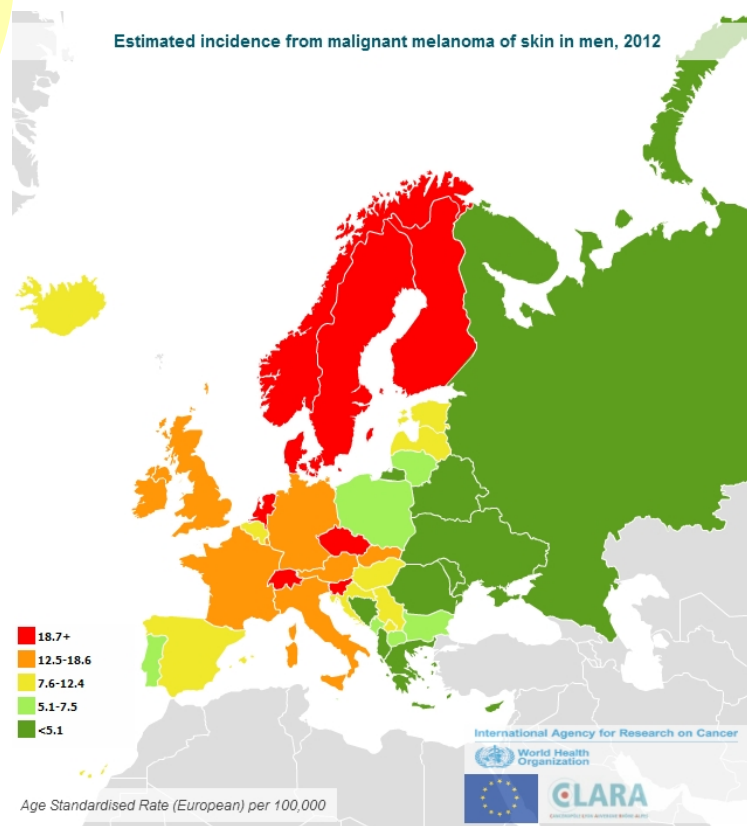 Estimated incidence from malignant melanoma of skin in men, 2012
18.7+
12.5-18.6
7.6-12.4
5.1-7.5
<5.1
International Agency for Research on Cancer
World Health
Organization
CLARA
Age Standardised Rate (European) per 100,000